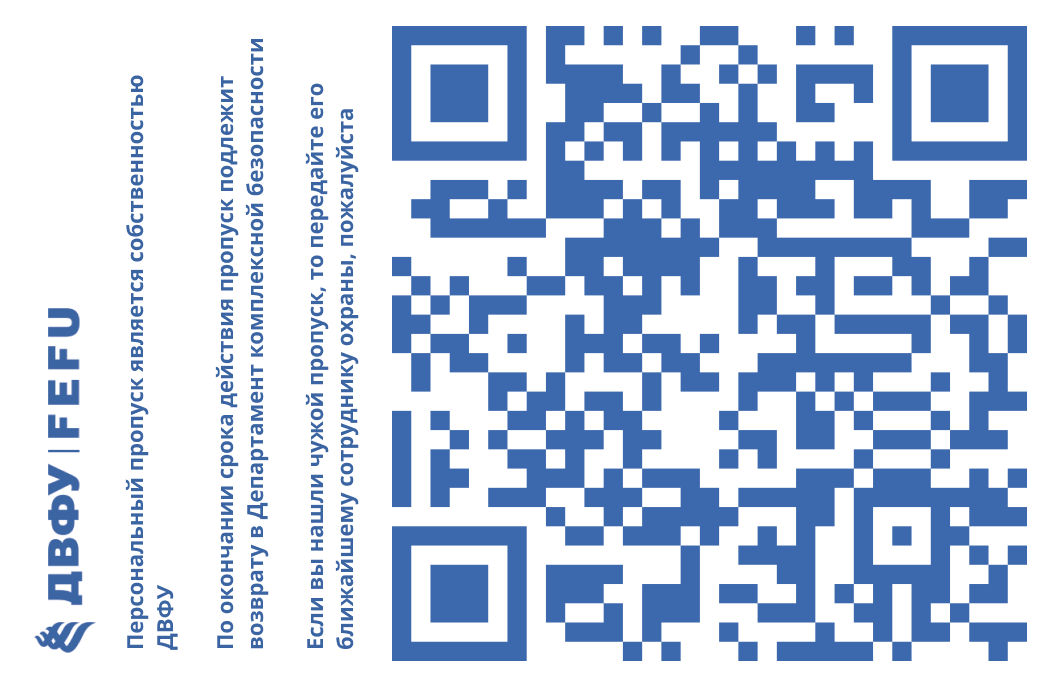 ДВФУ | FEFU
Персональный пропуск является собственностью
ДВФУ
По окончании срока действия пропуск подлежит
возврату в Департамент комплексной безопасности
Если вы нашли чужой пропуск, то передайте его
ближайшему сотруднику охраны, пожалуйста